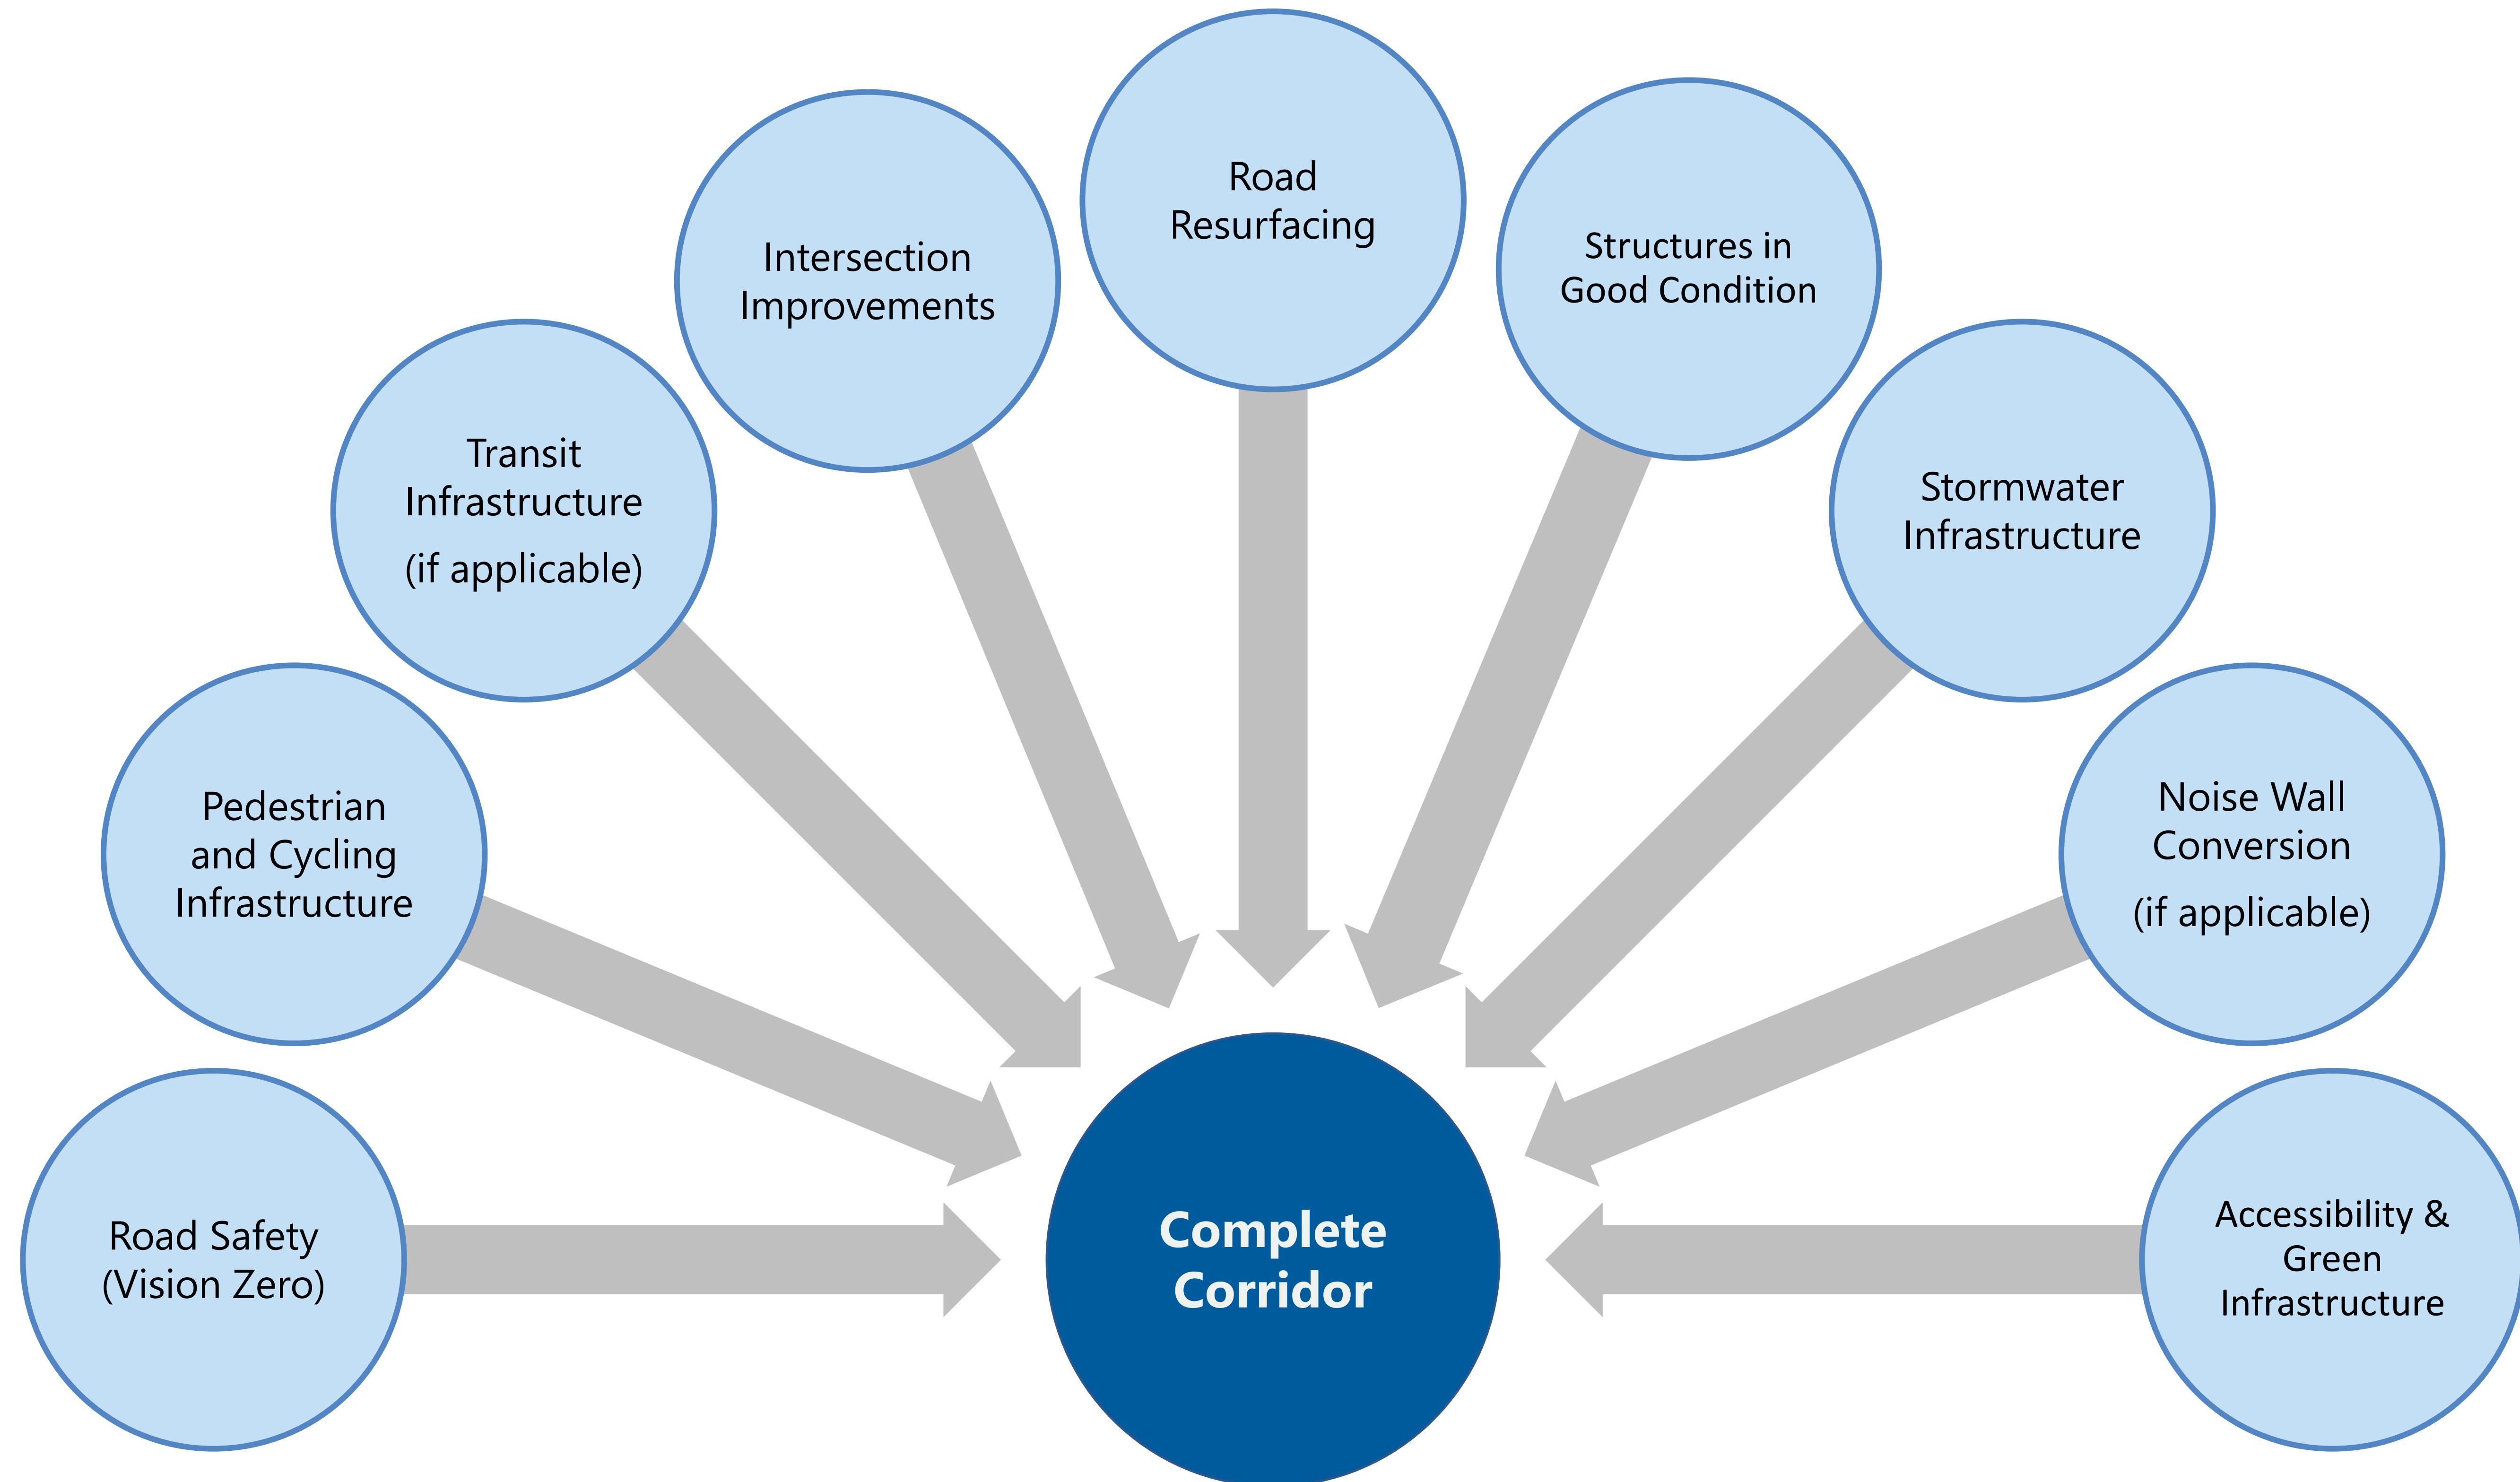 Road
Resurfacing
Intersection
Improvements
Structures in
Good Condition
Transit
Infrastructure
(if applicable)
Stormwater
Infrastructure
Pedestrian
and Cycling
Infrastructure
Noise Wall
Conversion
(if applicable)
Road Safety
(Vision Zero)
Complete
Corridor
Accessibility &
Green
Infrastructure